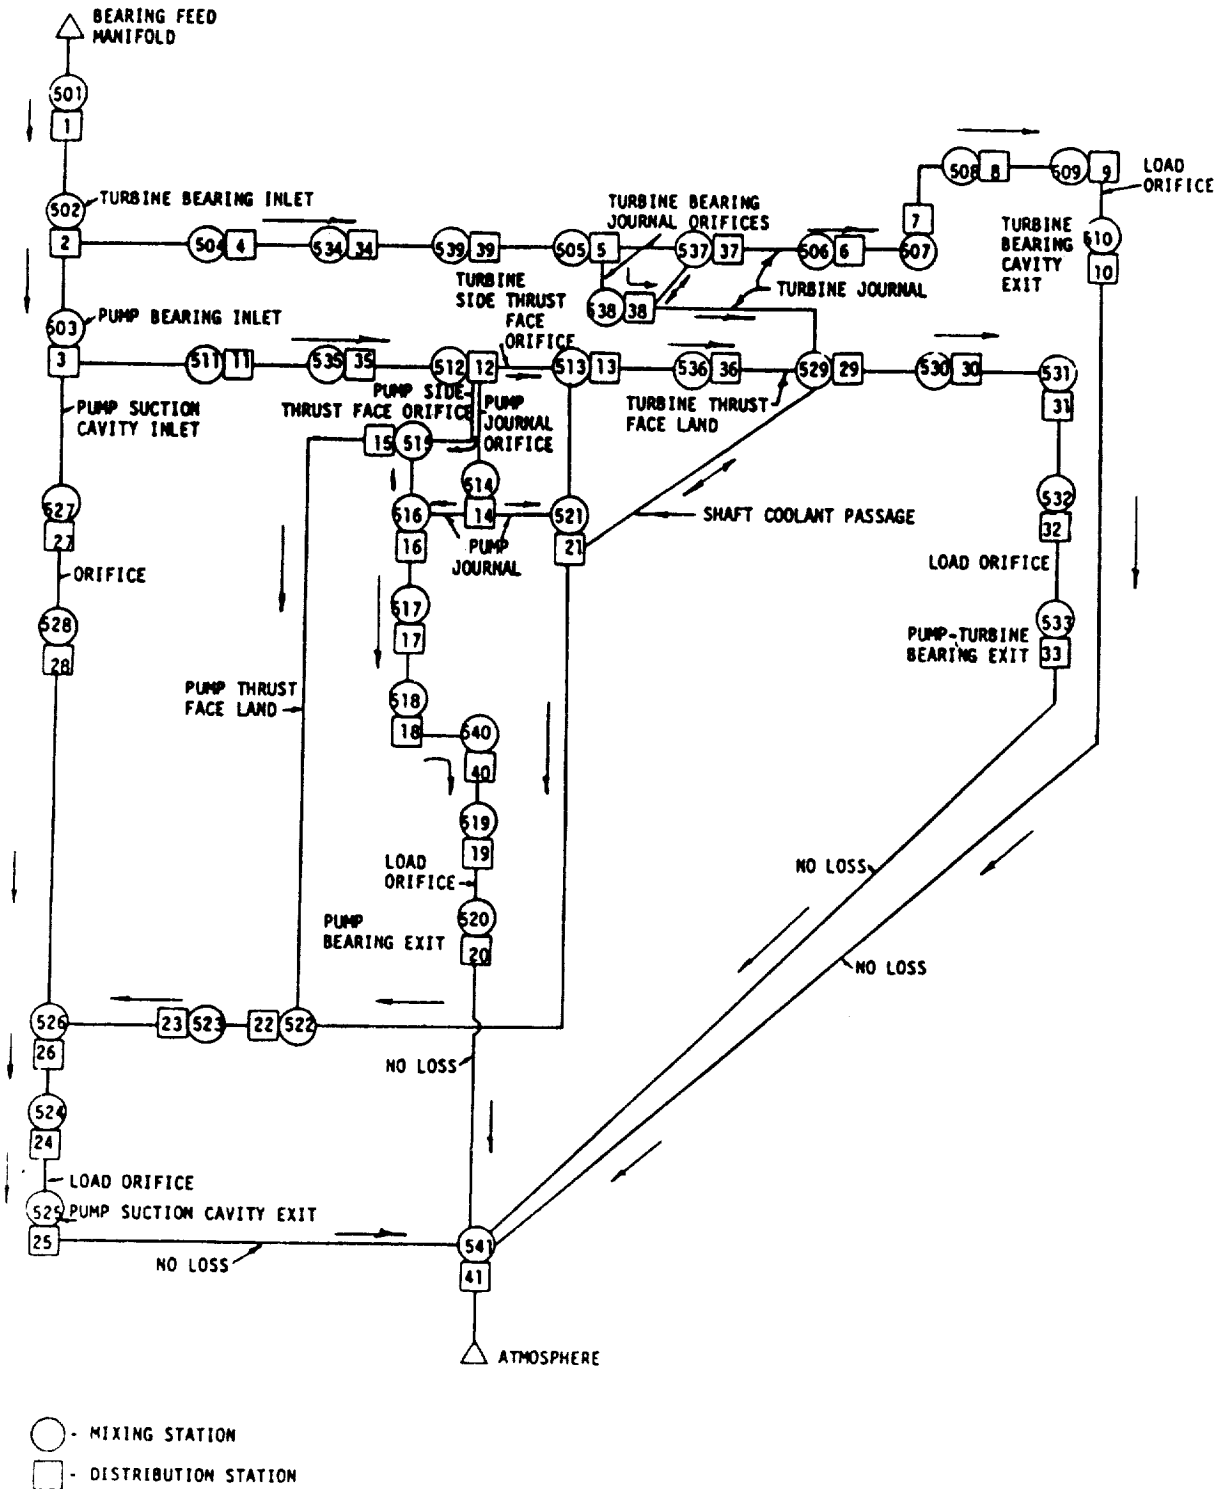 BEARING FEED
MANIFOLD
501
1
502
TURBINE BEARING INLET
2
504 4
534 34
539 39
505 5
TURBINE BEARING
JOURNAL ORIFICES
537 37
506 6
507
7
508 8
509 9
LOAD
ORIFICE
TURBINE
BEARING
CAVITY
EXIT
510
10
538 38
TURBINE JOURNAL
TURBINE
SIDE THRUST
FACE
ORIFICE
503
PUMP BEARING INLET
3
511 11
535 35
512 12
513 13
536 36
529 29
530 30
531
31
PUMP SIDE
THRUST FACE ORIFICE
PUMP
JOURNAL
ORIFICE
TURBINE THRUST
FACE LAND
PUMP SUCTION
CAVITY INLET
15 515
514
14
516
16
521
21
PUMP
JOURNAL
SHAFT COOLANT PASSAGE
527
27
ORIFICE
528
28
532
32
LOAD ORIFICE
533
33
PUMP-TURBINE
BEARING EXIT
517
17
518
18
540
40
PUMP THRUST
FACE LAND
519
19
LOAD
ORIFICE
520
20
PUMP
BEARING EXIT
NO LOSS
NO LOSS
526
26
23 523
22 522
NO LOSS
524
24
LOAD ORIFICE
525
PUMP SUCTION CAVITY EXIT
25
NO LOSS
541
41
ATMOSPHERE
- MIXING STATION
- DISTRIBUTION STATION